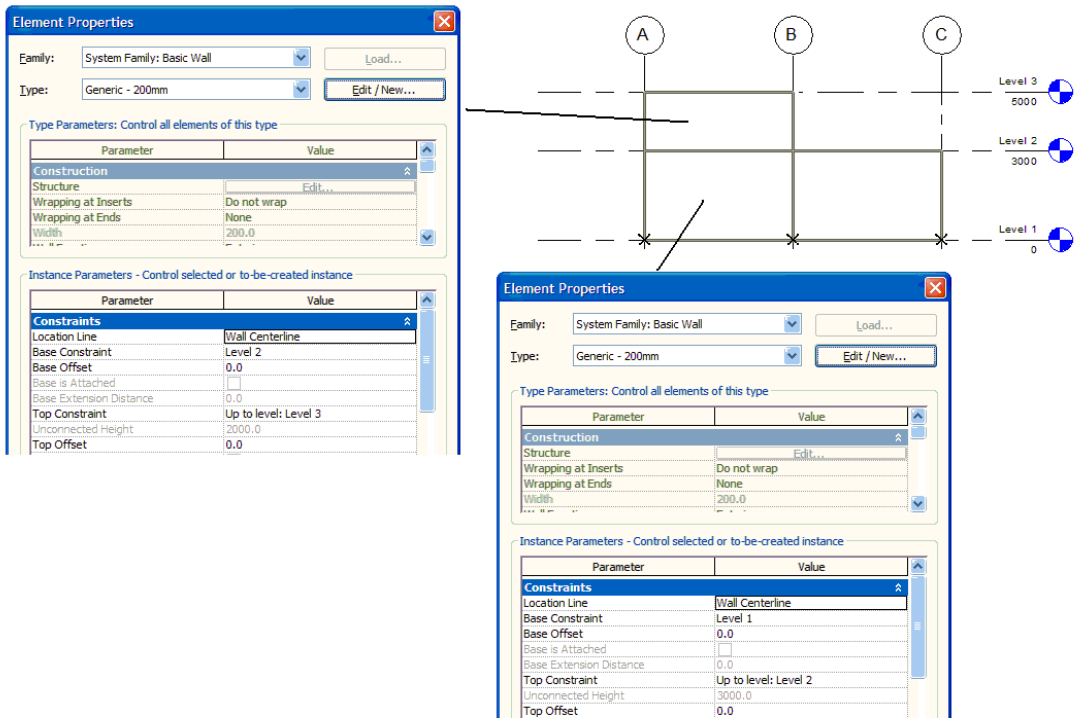 Element Properties
Family: System Family: Basic Wall Load...
Type: Generic - 200mm Edit / New...
Type Parameters: Control all elements of this type
Parameter Value
Construction
Structure Edit...
Wrapping at Inserts Do not wrap
Wrapping at Ends None
Width 200.0
Instance Parameters - Control selected or to-be-created instance
Parameter Value
Constraints
Location Line Wall Centerline
Base Constraint Level 2
Base Offset 0.0
Base is Attached
Base Extension Distance 0.0
Top Constraint Up to level: Level 3
Unconnected Height 2000.0
Top Offset 0.0
A B C
Level 3
5000
Level 2
3000
Level 1
0
Element Properties
Family: System Family: Basic Wall Load...
Type: Generic - 200mm Edit / New...
Type Parameters: Control all elements of this type
Parameter Value
Construction
Structure Edit...
Wrapping at Inserts Do not wrap
Wrapping at Ends None
Width 200.0
Instance Parameters - Control selected or to-be-created instance
Parameter Value
Constraints
Location Line Wall Centerline
Base Constraint Level 1
Base Offset 0.0
Base is Attached
Base Extension Distance 0.0
Top Constraint Up to level: Level 2
Unconnected Height 3000.0
Top Offset 0.0